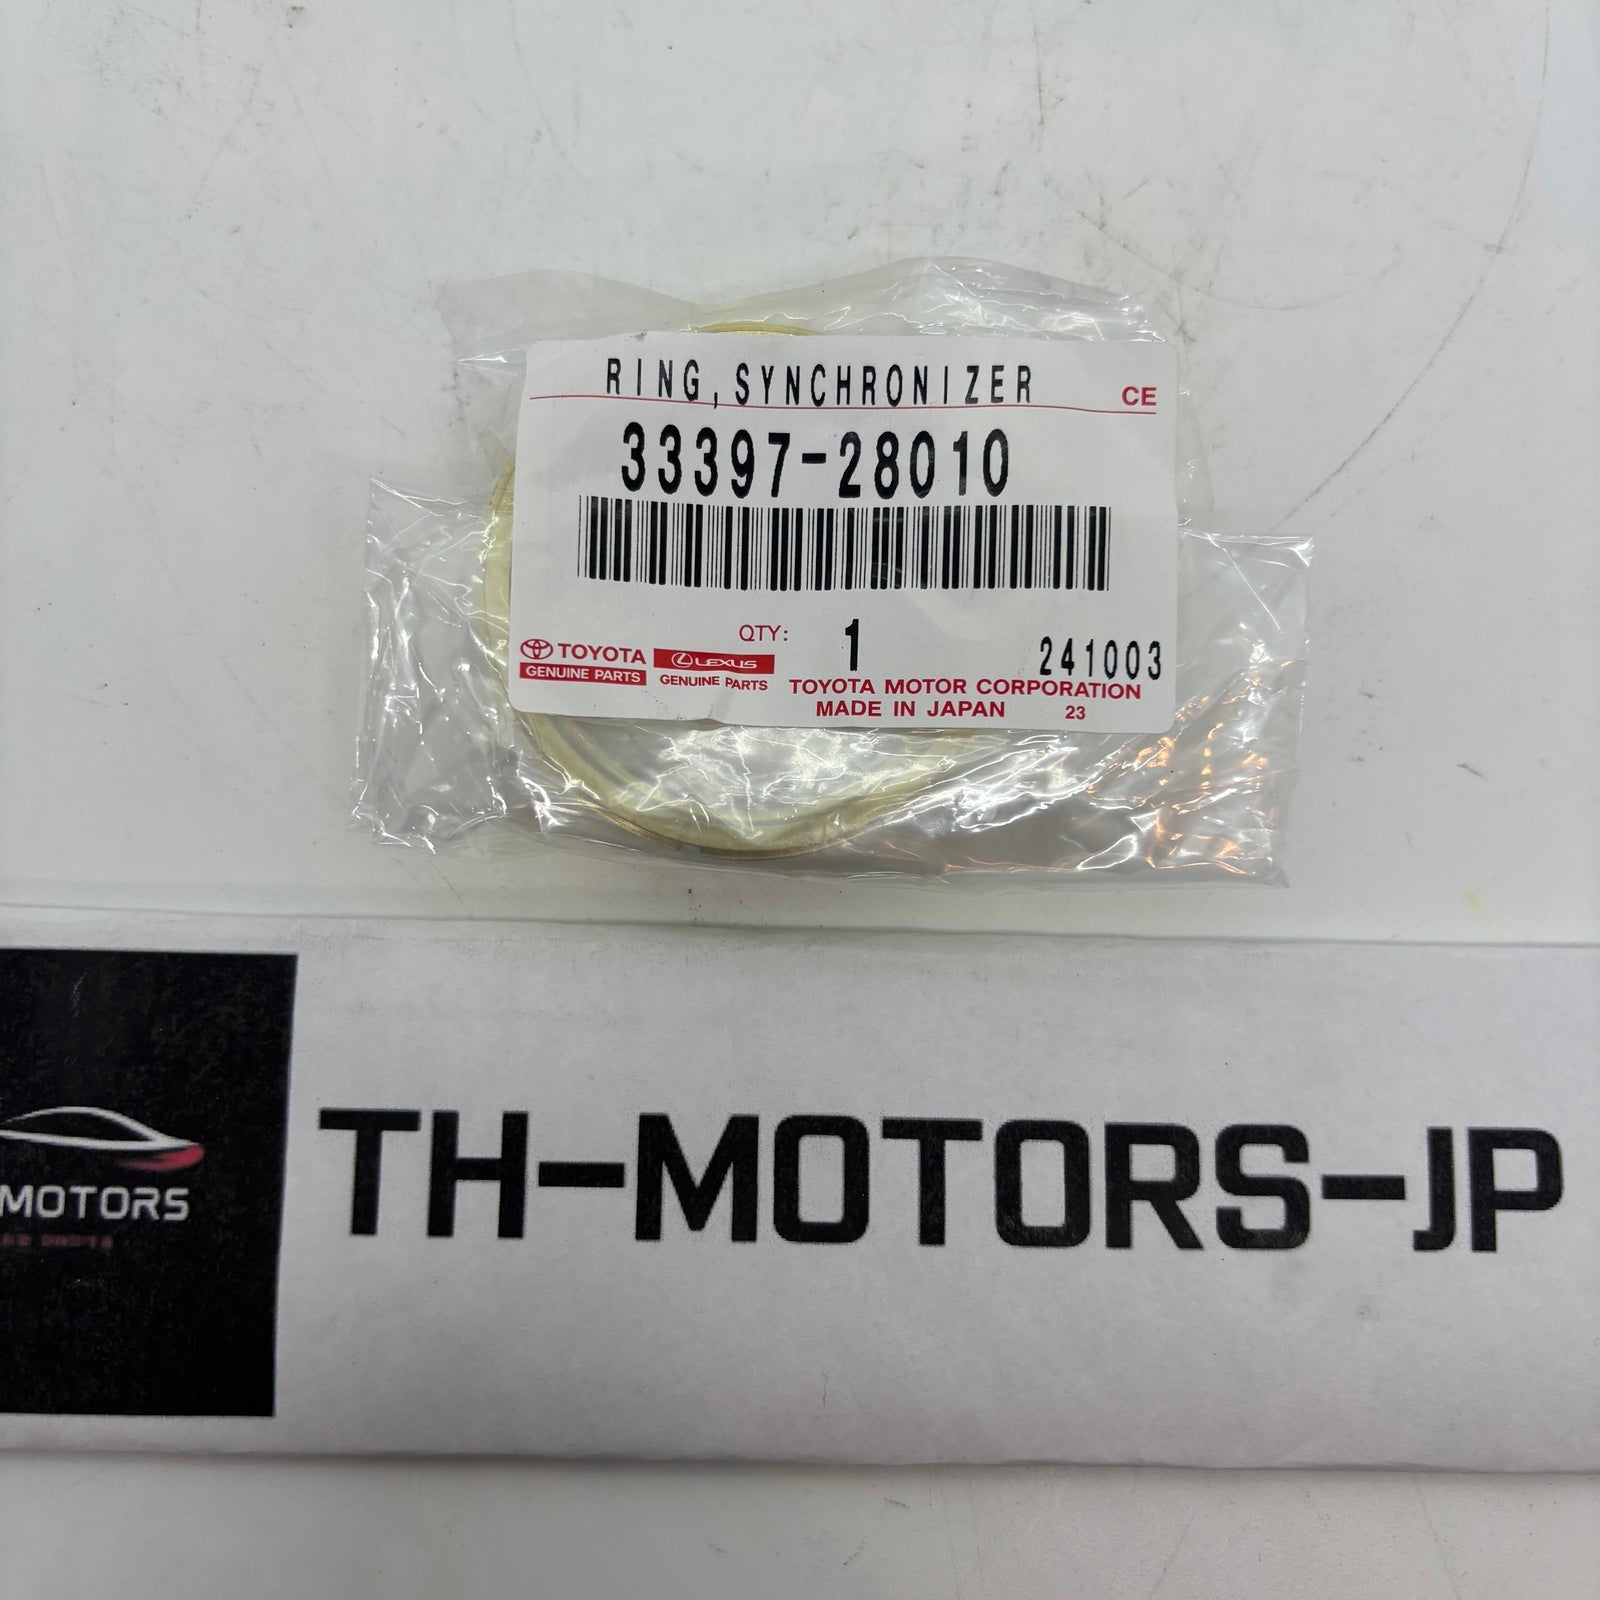 RING,SYNCHRONIZER
CE
33397-28010
QTY: 1
241003
TOYOTA
GENUINE PARTS
LEXUS
GENUINE PARTS
TOYOTA MOTOR CORPORATION
MADE IN JAPAN 23
TH-MOTORS-JP
MOTORS